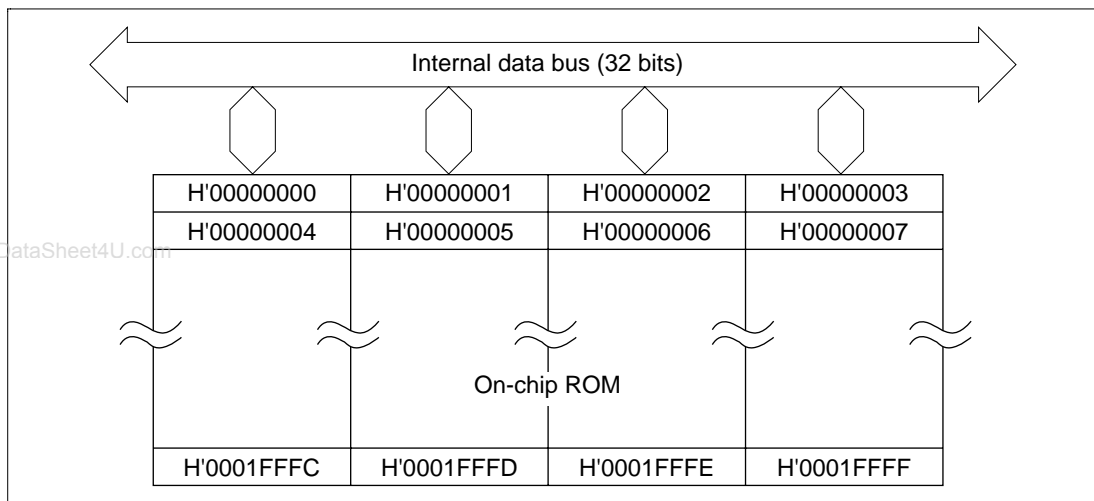 Internal data bus (32 bits)
H'00000000 H'00000001 H'00000002 H'00000003
H'00000004 H'00000005 H'00000006 H'00000007
DataSheet4U.com
On-chip ROM
H'0001FFFC H'0001FFFD H'0001FFFE H'0001FFFF